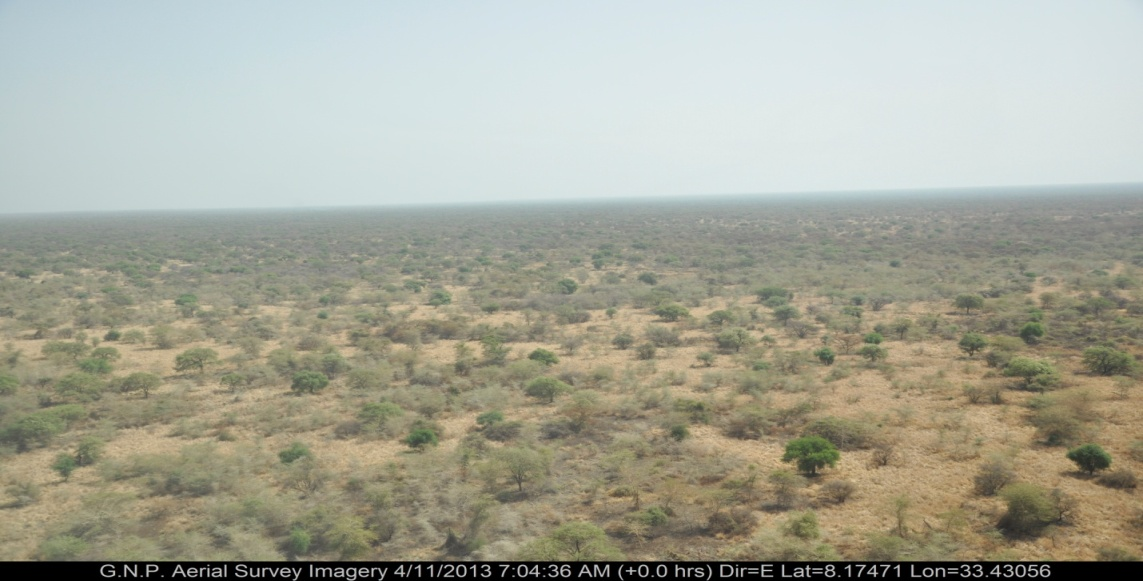 G.N.P. Aerial Survey Imagery 4/11/2013 7:04:36 AM (+0.0 hrs) Dir=E Lat=8.17471 Lon=33.43056